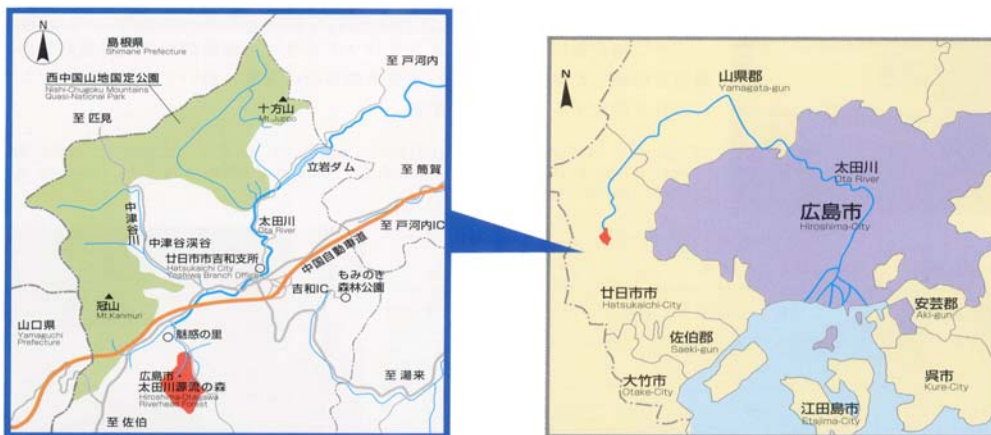 N
島根県
Shimane Prefecture
至 戸河内
西中国山地国定公園
Nishi-Chugoku Mountains
Quasi-National Park
十方山
Mt.Juppo
至 匹見
立岩ダム
至 筒賀
中津谷川
太田川
Ota River
至 戸河内IC
中津谷渓谷
中国自動車道
廿日市市吉和支所
Hatsukaichi City
Yoshiwa Branch Office
もみのき
森林公園
吉和IC
冠山
Mt.Kanmuri
山口県
Yamaguchi
Prefecture
魅惑の里
広島市・
太田川源流の森
Hiroshima-Otagawa
Riverhead Forest
至 湯来
至 佐伯
N
山県郡
Yamagata-gun
太田川
Ota River
広島市
Hiroshima-City
廿日市市
Hatsukaichi-City
安芸郡
Aki-gun
佐伯郡
Saeki-gun
大竹市
Otake-City
呉市
Kure-City
江田島市
Etajima-City